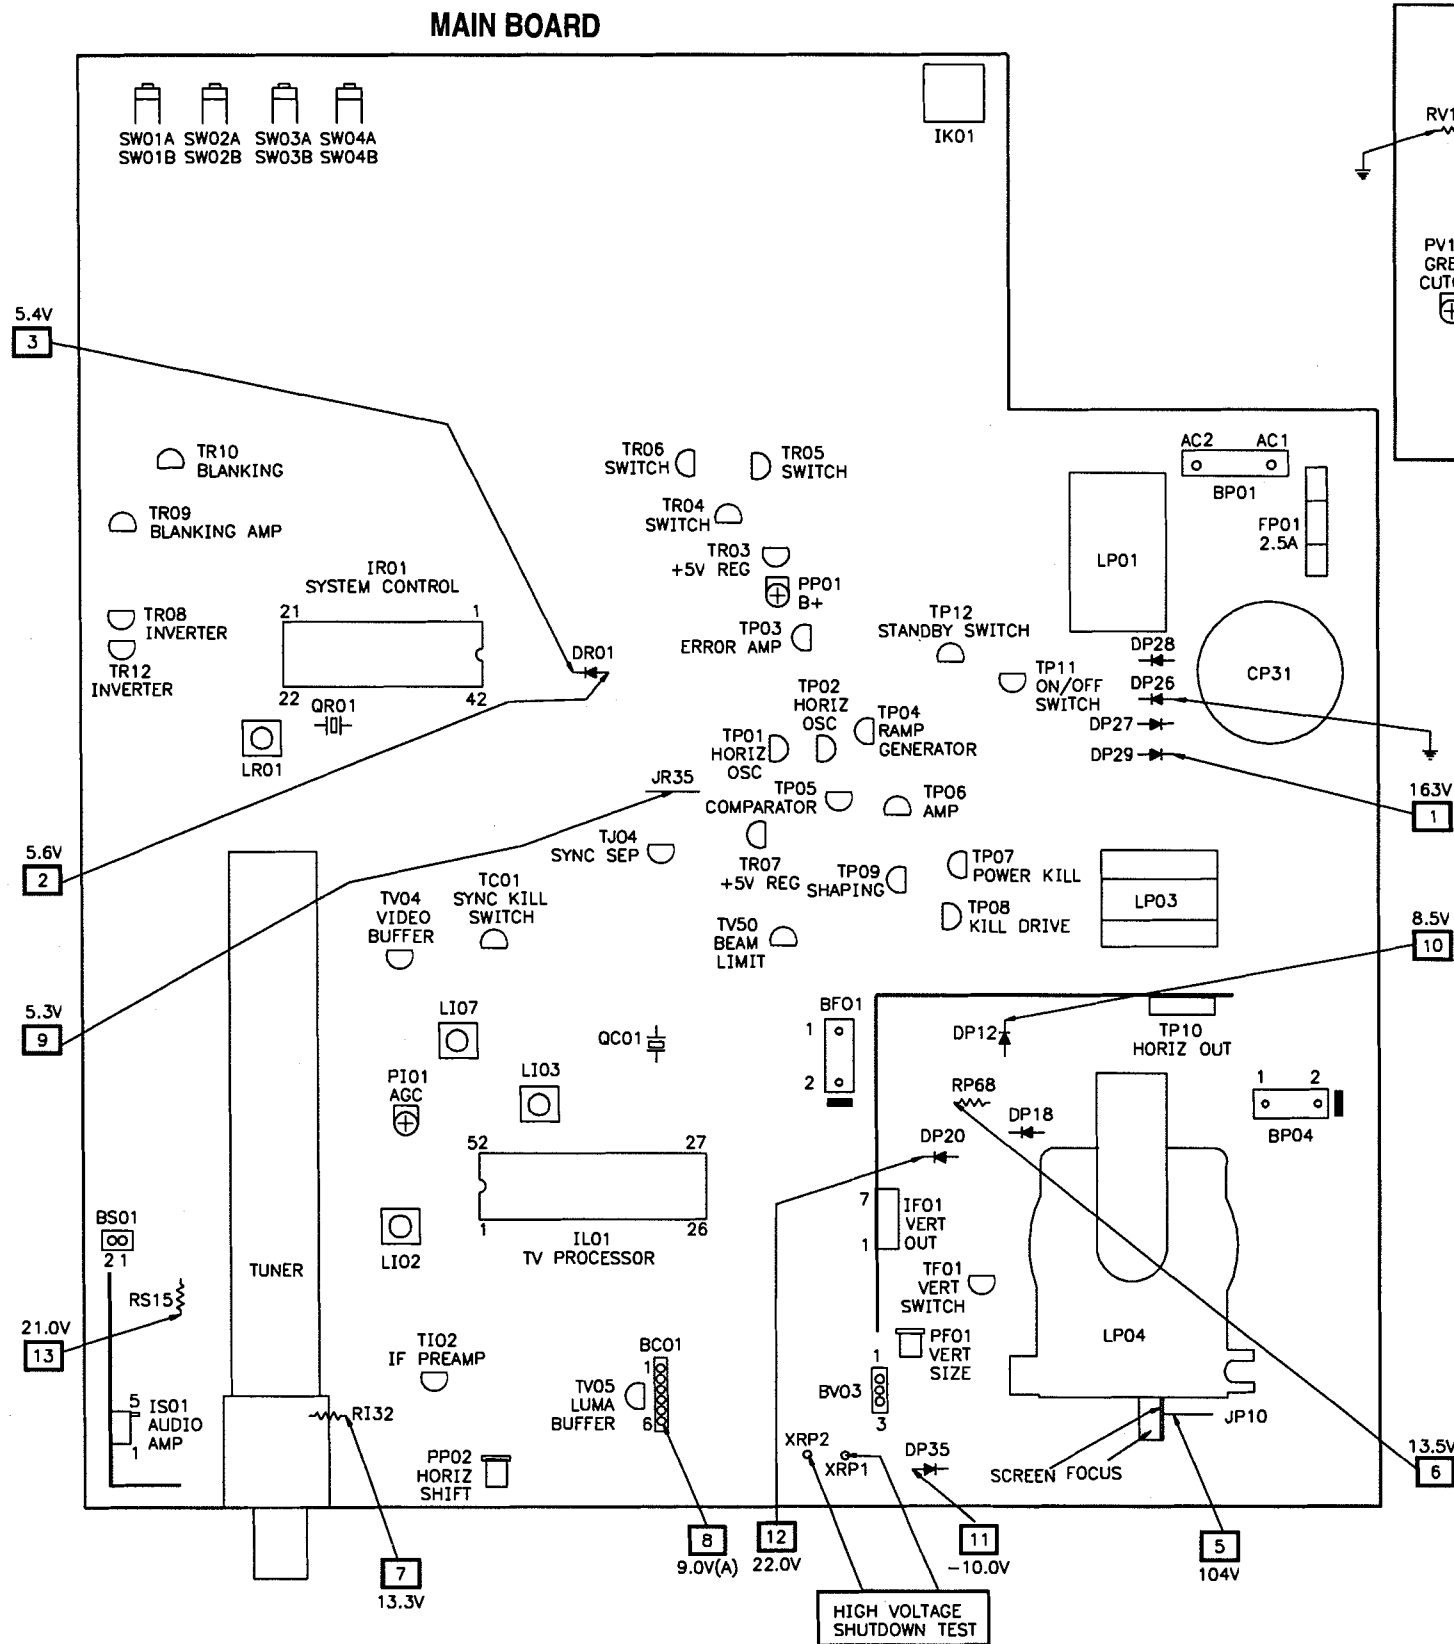 MAIN BOARD
SW01A SW02A SW03A SW04A
SW01B SW02B SW03B SW04B
IK01
RV1
PV1
5.4V
3
TR10
BLANKING
TR09
BLANKING AMP
TR06
SWITCH
TR05
SWITCH
TR04
SWITCH
TR03
+5V REG
PP01
B+
AC2 AC1
BP01
FP01
2.5A
LP01
IR01
SYSTEM CONTROL
21 1
22 42
TR08
INVERTER
TR12
INVERTER
QR01
LR01
DR01
TP03
ERROR AMP
TP12
STANDBY SWITCH
TP11
ON/OFF
SWITCH
DP28
DP26
DP27
DP29
CP31
TP02
HORIZ
OSC
TP01
HORIZ
OSC
TP04
RAMP
GENERATOR
JR35
TP05
COMPARATOR
TP06
AMP
163V
1
5.6V
2
TJ04
SYNC SEP
TR07
+5V REG
TP09
SHAPING
TP07
POWER KILL
TP08
KILL DRIVE
LP03
TV04
VIDEO
BUFFER
TC01
SYNC KILL
SWITCH
TV50
BEAM
LIMIT
8.5V
10
5.3V
9
LI07
QC01
BF01
1
2
DP12
TP10
HORIZ OUT
PI01
AGC
LI03
RP68
DP18
1 2
BP04
52 27
1 26
IL01
TV PROCESSOR
DP20
BS01
2 1
LI02
TUNER
7
1
IF01
VERT
OUT
TF01
VERT
SWITCH
RS15
21.0V
13
LP04
TI02
IF PREAMP
BC01
1
6
TV05
LUMA
BUFFER
PF01
VERT
SIZE
1
BV03
3
5
1
IS01
AUDIO
AMP
RI32
JP10
PP02
HORIZ
SHIFT
XRP2
XRP1
DP35
SCREEN FOCUS
13.5V
6
7
13.3V
8
9.0V(A)
12
22.0V
11
-10.0V
5
104V
HIGH VOLTAGE
SHUTDOWN TEST